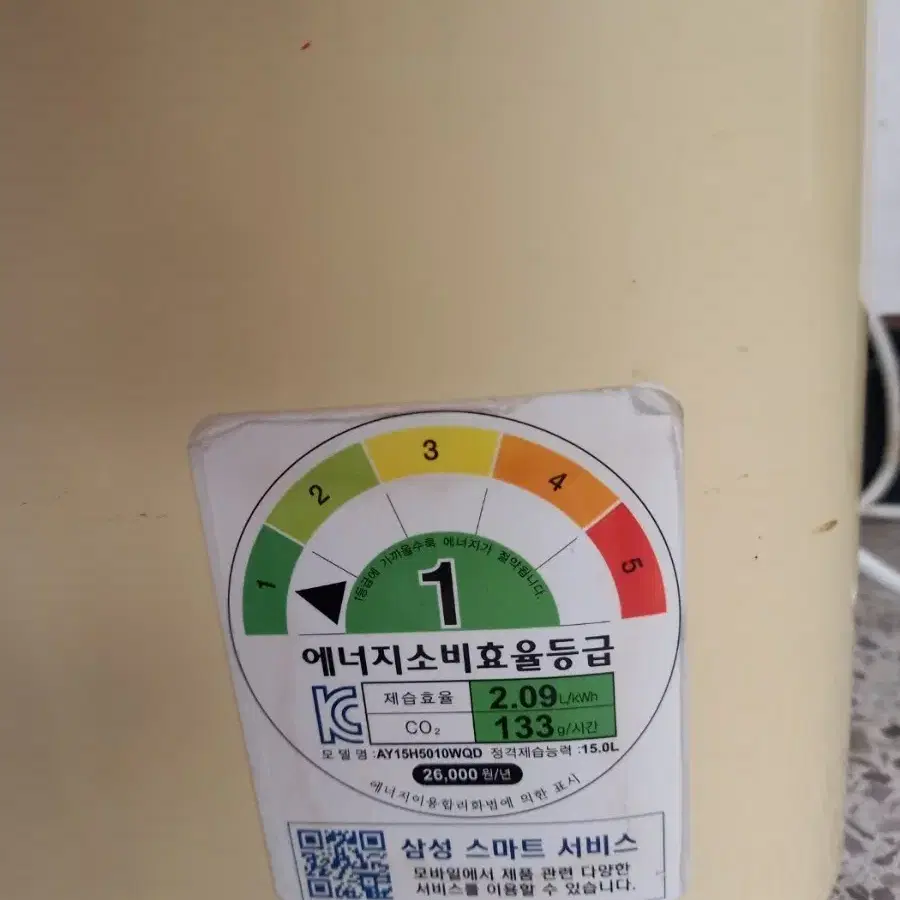 1 2 3 4 5
1등급에 가까울수록 에너지가 절약됩니다.
1
에너지소비효율등급
제습효율 2.09 L/kWh
CO₂ 133 g/시간
모델명 :AY15H5010WQD 정격제습능력 :15.0L
26,000 원/년
에너지이용합리화법에 의한 표시
삼성 스마트 서비스
모바일에서 제품 관련 다양한
서비스를 이용할 수 있습니다.